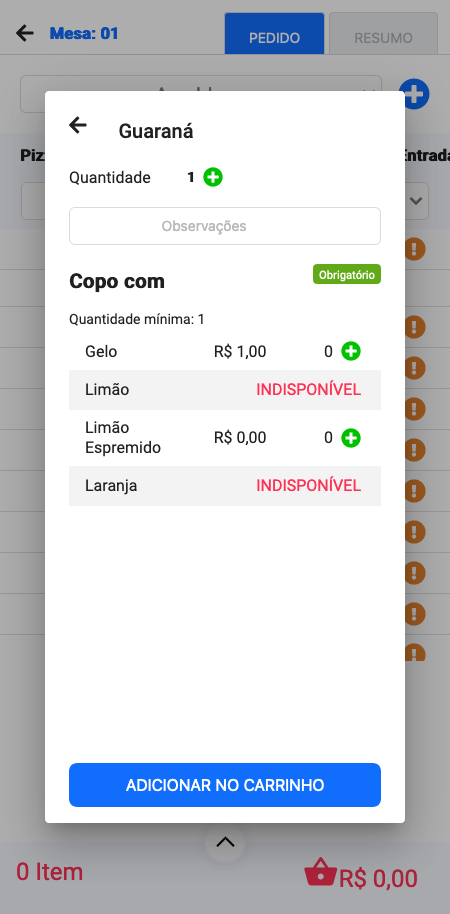 Mesa: 01
PEDIDO
RESUMO
Entrada
Guaraná
Quantidade 1
Observações
Copo com
Obrigatório
Quantidade mínima: 1
Gelo R$ 1,00 0
Limão INDISPONÍVEL
Limão
Espremido R$ 0,00 0
Laranja INDISPONÍVEL
ADICIONAR NO CARRINHO
0 Item
R$ 0,00